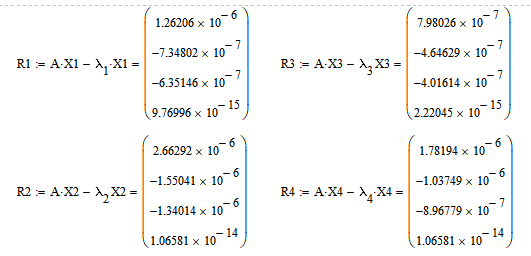 R1 := A·X1 − λ₁·X1 = (1.26206 × 10⁻⁶
−7.34802 × 10⁻⁷
−6.35146 × 10⁻⁷
9.76996 × 10⁻¹⁵)
R3 := A·X3 − λ₃ X3 = (7.98026 × 10⁻⁷
−4.64629 × 10⁻⁷
−4.01614 × 10⁻⁷
2.22045 × 10⁻¹⁵)
R2 := A·X2 − λ₂ X2 = (2.66292 × 10⁻⁶
−1.55041 × 10⁻⁶
−1.34014 × 10⁻⁶
1.06581 × 10⁻¹⁴)
R4 := A·X4 − λ₄·X4 = (1.78194 × 10⁻⁶
−1.03749 × 10⁻⁶
−8.96779 × 10⁻⁷
1.06581 × 10⁻¹⁴)